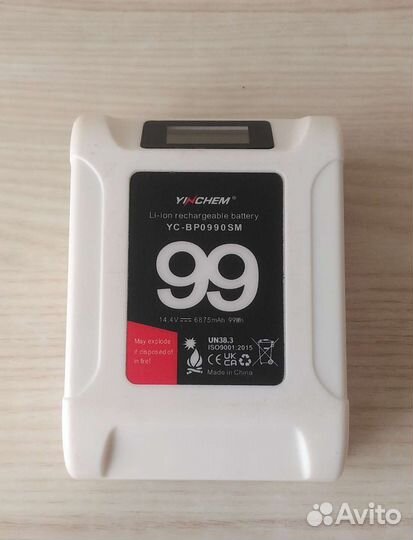 YINCHEM®
Li-ion rechargeable battery
YC-BP0990SM
99
14.4V⎓ 6875mAh 99Wh
May explode
if disposed of
in fire!
UN38.3
ISO9001:2015
CE UK CA
Made in China
Avito